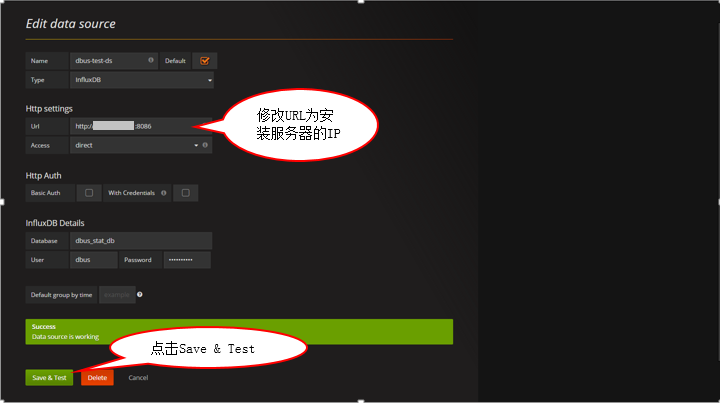 Edit data source
Name dbus-test-ds Default
Type InfluxDB
Http settings
Url http:/ :8086
修改URL为安
装服务器的IP
Access direct
Http Auth
Basic Auth With Credentials
InfluxDB Details
Database dbus_stat_db
User dbus Password ••••••••••
Default group by time example
Success
Data source is working
点击Save & Test
Save & Test Delete Cancel